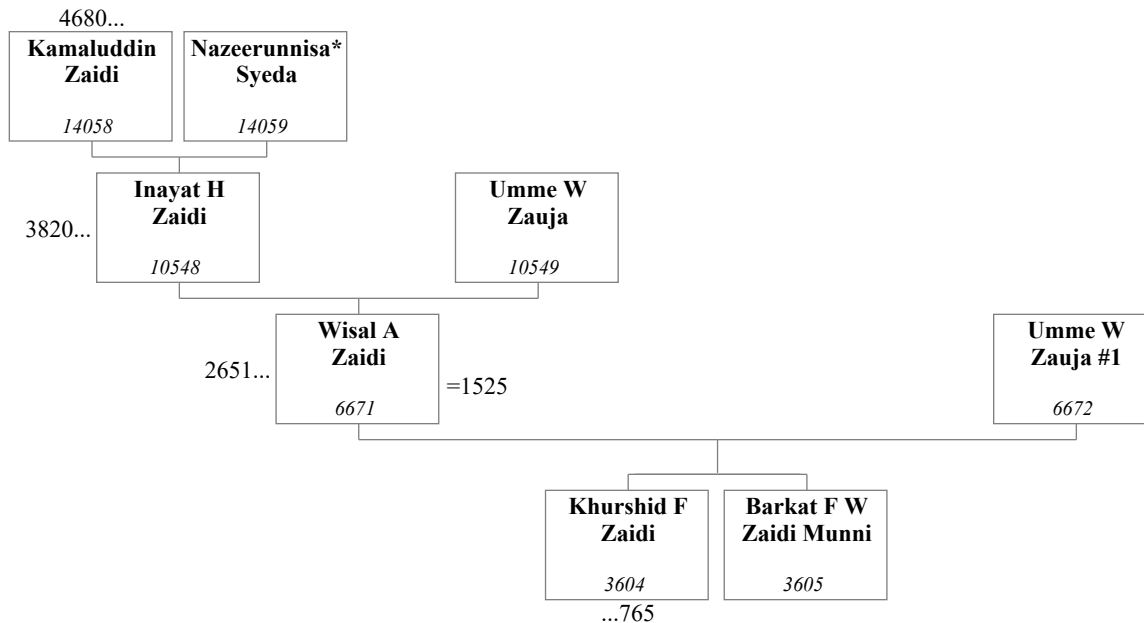 4680...
Kamaluddin
Zaidi
14058
Nazeerunnisa*
Syeda
14059
3820...
Inayat H
Zaidi
10548
Umme W
Zauja
10549
2651...
Wisal A
Zaidi
6671
=1525
Umme W
Zauja #1
6672
Khurshid F
Zaidi
3604
...765
Barkat F W
Zaidi Munni
3605